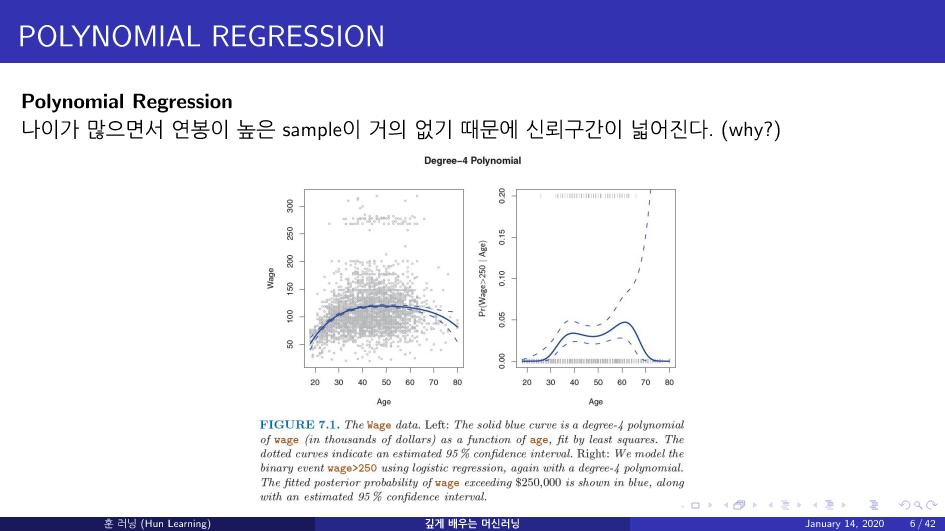 POLYNOMIAL REGRESSION
Polynomial Regression
나이가 많으면서 연봉이 높은 sample이 거의 없기 때문에 신뢰구간이 넓어진다. (why?)
Degree−4 Polynomial
Wage
50 100 150 200 250 300
20 30 40 50 60 70 80
Age
Pr(Wage>250 | Age)
0.00 0.05 0.10 0.15 0.20
20 30 40 50 60 70 80
Age
FIGURE 7.1. The Wage data. Left: The solid blue curve is a degree-4 polynomial
of wage (in thousands of dollars) as a function of age, fit by least squares. The
dotted curves indicate an estimated 95 % confidence interval. Right: We model the
binary event wage>250 using logistic regression, again with a degree-4 polynomial.
The fitted posterior probability of wage exceeding $250,000 is shown in blue, along
with an estimated 95 % confidence interval.
훈 러닝 (Hun Learning) 깊게 배우는 머신러닝 January 14, 2020 6 / 42